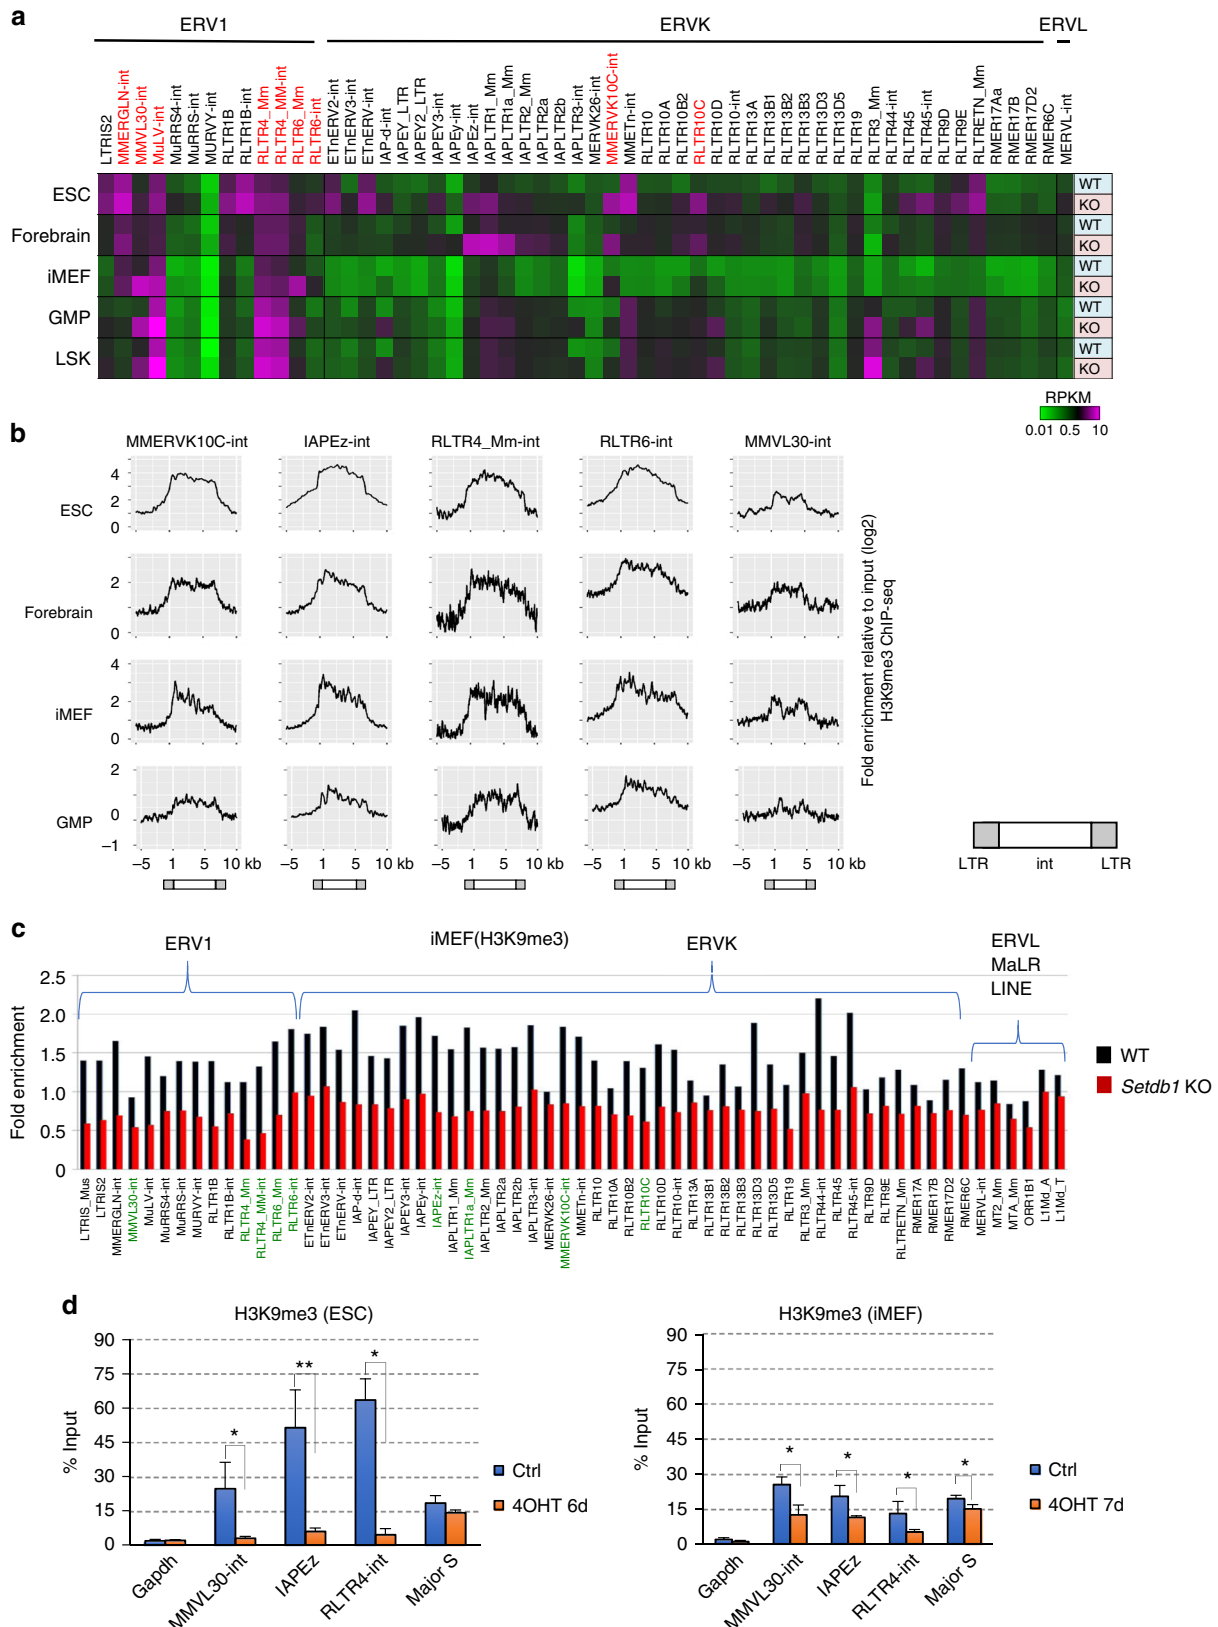 a
ERV1
ERVK
ERVL
LTRIS2
MMERGLN-int
MMVL30-int
MuLV-int
MuRRS4-int
MuRRS-int
MURVY-int
RLTR1B
RLTR1B-int
RLTR4_Mm
RLTR4_MM-int
RLTR6_Mm
RLTR6-int
ETnERV2-int
ETnERV3-int
ETnERV-int
IAP-d-int
IAPEY_LTR
IAPEY2_LTR
IAPEY3-int
IAPEy-int
IAPEz-int
IAPLTR1_Mm
IAPLTR1a_Mm
IAPLTR2_Mm
IAPLTR2a
IAPLTR2b
IAPLTR3-int
MERVK26-int
MMERVK10C-int
MMETn-int
RLTR10
RLTR10A
RLTR10B2
RLTR10C
RLTR10D
RLTR10-int
RLTR13A
RLTR13B1
RLTR13B2
RLTR13B3
RLTR13D3
RLTR13D5
RLTR19
RLTR3_Mm
RLTR44-int
RLTR45
RLTR45-int
RLTR9D
RLTR9E
RLTRETN_Mm
RMER17Aa
RMER17B
RMER17D2
RMER6C
MERVL-int
ESC
WT
KO
Forebrain
WT
KO
iMEF
WT
KO
GMP
WT
KO
LSK
WT
KO
RPKM
0.01 0.5 10
b
MMERVK10C-int
IAPEz-int
RLTR4_Mm-int
RLTR6-int
MMVL30-int
ESC
4
2
0
Forebrain
2
0
iMEF
4
2
0
GMP
2
0
−1
−5 1 5 10 kb
−5 1 5 10 kb
−5 1 5 10 kb
−5 1 5 10 kb
−5 1 5 10 kb
Fold enrichment relative to input (log2)
H3K9me3 ChIP-seq
LTR int LTR
c
iMEF(H3K9me3)
ERV1
ERVK
ERVL
MaLR
LINE
Fold enrichment
2.5
2.0
1.5
1.0
0.5
0
WT
Setdb1 KO
LTRIS_Mus
LTRIS2
MMERGLN-int
MMVL30-int
MuLV-int
MuRRS4-int
MuRRS-int
MURVY-int
RLTR1B
RLTR1B-int
RLTR4_Mm
RLTR4_MM-int
RLTR6_Mm
RLTR6-int
ETnERV2-int
ETnERV3-int
ETnERV-int
IAP-d-int
IAPEY_LTR
IAPEY2_LTR
IAPEY3-int
IAPEy-int
IAPEz-int
IAPLTR1_Mm
IAPLTR1a_Mm
IAPLTR2_Mm
IAPLTR2a
IAPLTR2b
IAPLTR3-int
MERVK26-int
MMERVK10C-int
MMETn-int
RLTR10
RLTR10A
RLTR10B2
RLTR10C
RLTR10D
RLTR10-int
RLTR13A
RLTR13B1
RLTR13B2
RLTR13B3
RLTR13D3
RLTR13D5
RLTR19
RLTR3_Mm
RLTR44-int
RLTR45
RLTR45-int
RLTR9D
RLTR9E
RLTRETN_Mm
RMER17A
RMER17B
RMER17D2
RMER6C
MERVL-int
MT2_Mm
MTA_Mm
ORR1B1
L1Md_A
L1Md_T
d
H3K9me3 (ESC)
% Input
90
75
60
45
30
15
0
*
**
*
Gapdh
MMVL30-int
IAPEz
RLTR4-int
Major S
Ctrl
4OHT 6d
H3K9me3 (iMEF)
% Input
90
75
60
45
30
15
0
*
*
*
*
Gapdh
MMVL30-int
IAPEz
RLTR4-int
Major S
Ctrl
4OHT 7d